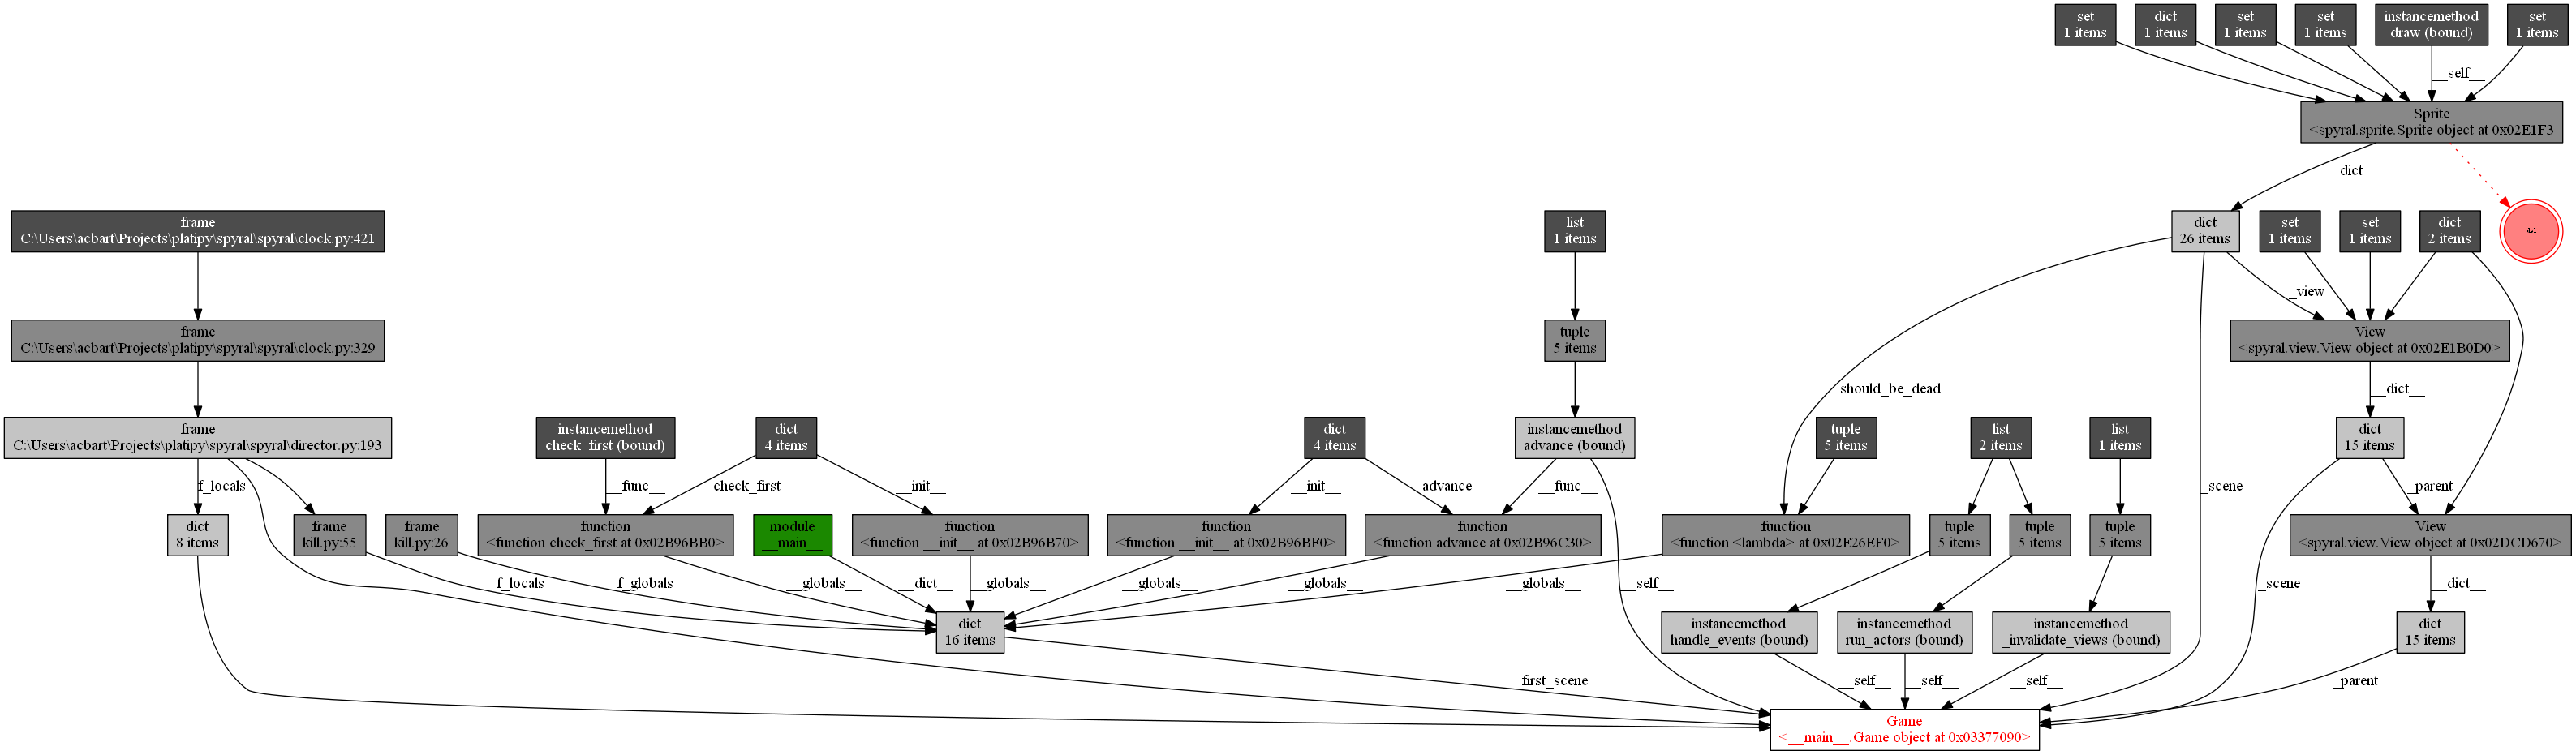 set
1 items
dict
1 items
set
1 items
set
1 items
instancemethod
draw (bound)
set
1 items
__self__
Sprite
<spyral.sprite.Sprite object at 0x02E1F3
__dict__
frame
C:\Users\acbart\Projects\platipy\spyral\spyral\clock.py:421
list
1 items
dict
26 items
set
1 items
set
1 items
dict
2 items
_view
frame
C:\Users\acbart\Projects\platipy\spyral\spyral\clock.py:329
tuple
5 items
View
<spyral.view.View object at 0x02E1B0D0>
should_be_dead
__dict__
frame
C:\Users\acbart\Projects\platipy\spyral\spyral\director.py:193
instancemethod
check_first (bound)
dict
4 items
dict
4 items
instancemethod
advance (bound)
tuple
5 items
list
2 items
list
1 items
dict
15 items
f_locals
__func__
check_first
__init__
__init__
advance
__func__
_scene
_parent
dict
8 items
frame
kill.py:55
frame
kill.py:26
function
<function check_first at 0x02B96BB0>
module
__main__
function
<function __init__ at 0x02B96B70>
function
<function __init__ at 0x02B96BF0>
function
<function advance at 0x02B96C30>
function
<function <lambda> at 0x02E26EF0>
tuple
5 items
tuple
5 items
tuple
5 items
View
<spyral.view.View object at 0x02DCD670>
f_locals
f_globals
__globals__
__dict__
__globals__
__globals__
__globals__
__globals__
__self__
_scene
__dict__
dict
16 items
instancemethod
handle_events (bound)
instancemethod
run_actors (bound)
instancemethod
_invalidate_views (bound)
dict
15 items
first_scene
__self__
__self__
__self__
_parent
Game
<__main__.Game object at 0x03377090>